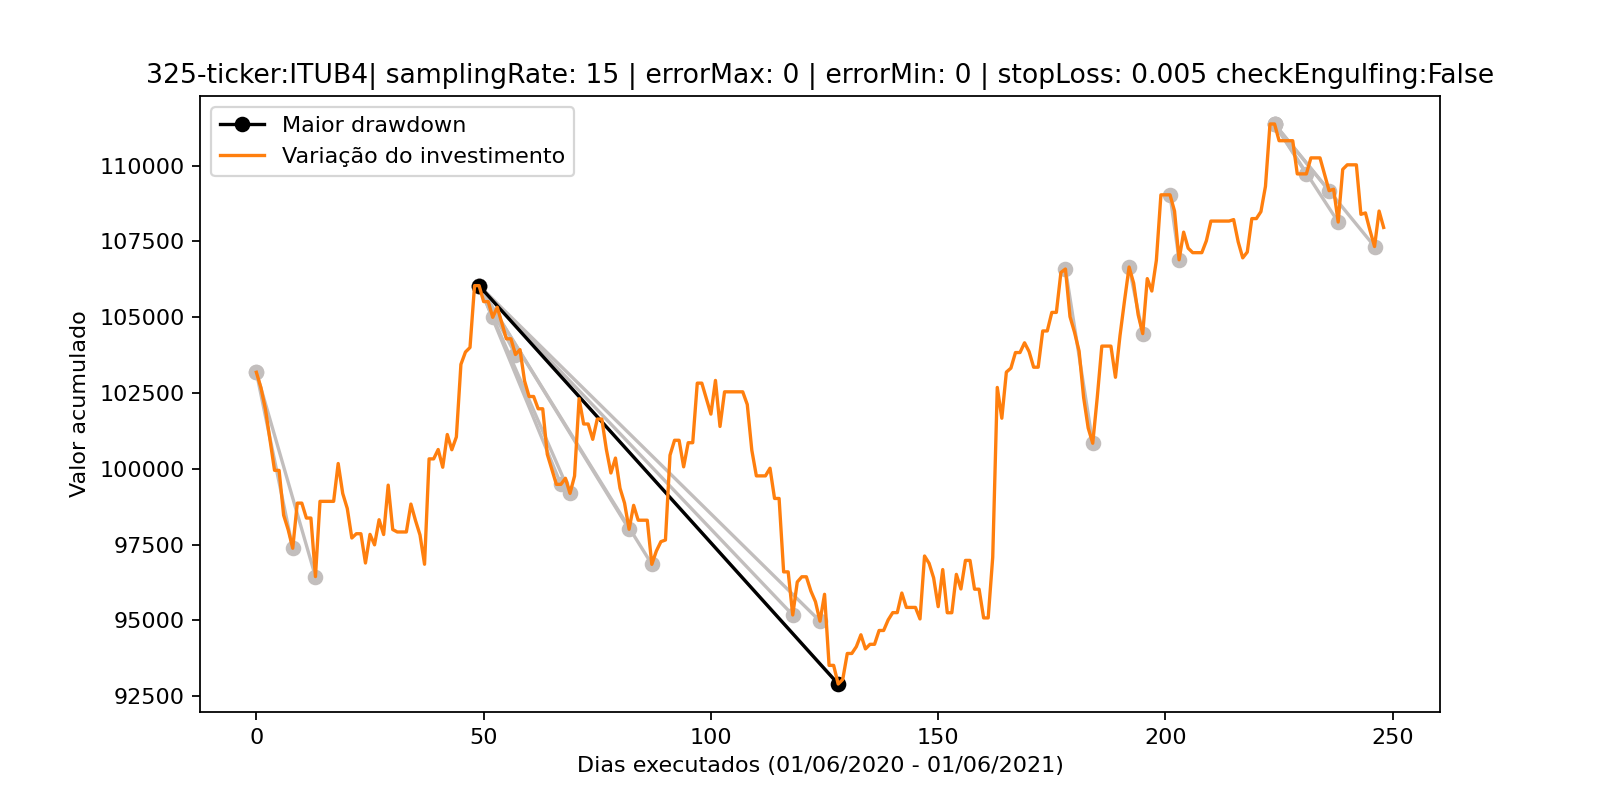 325-ticker:ITUB4| samplingRate: 15 | errorMax: 0 | errorMin: 0 | stopLoss: 0.005 checkEngulfing:False
Maior drawdown
Variação do investimento
Valor acumulado
110000
107500
105000
102500
100000
97500
95000
92500
0 50 100 150 200 250
Dias executados (01/06/2020 - 01/06/2021)